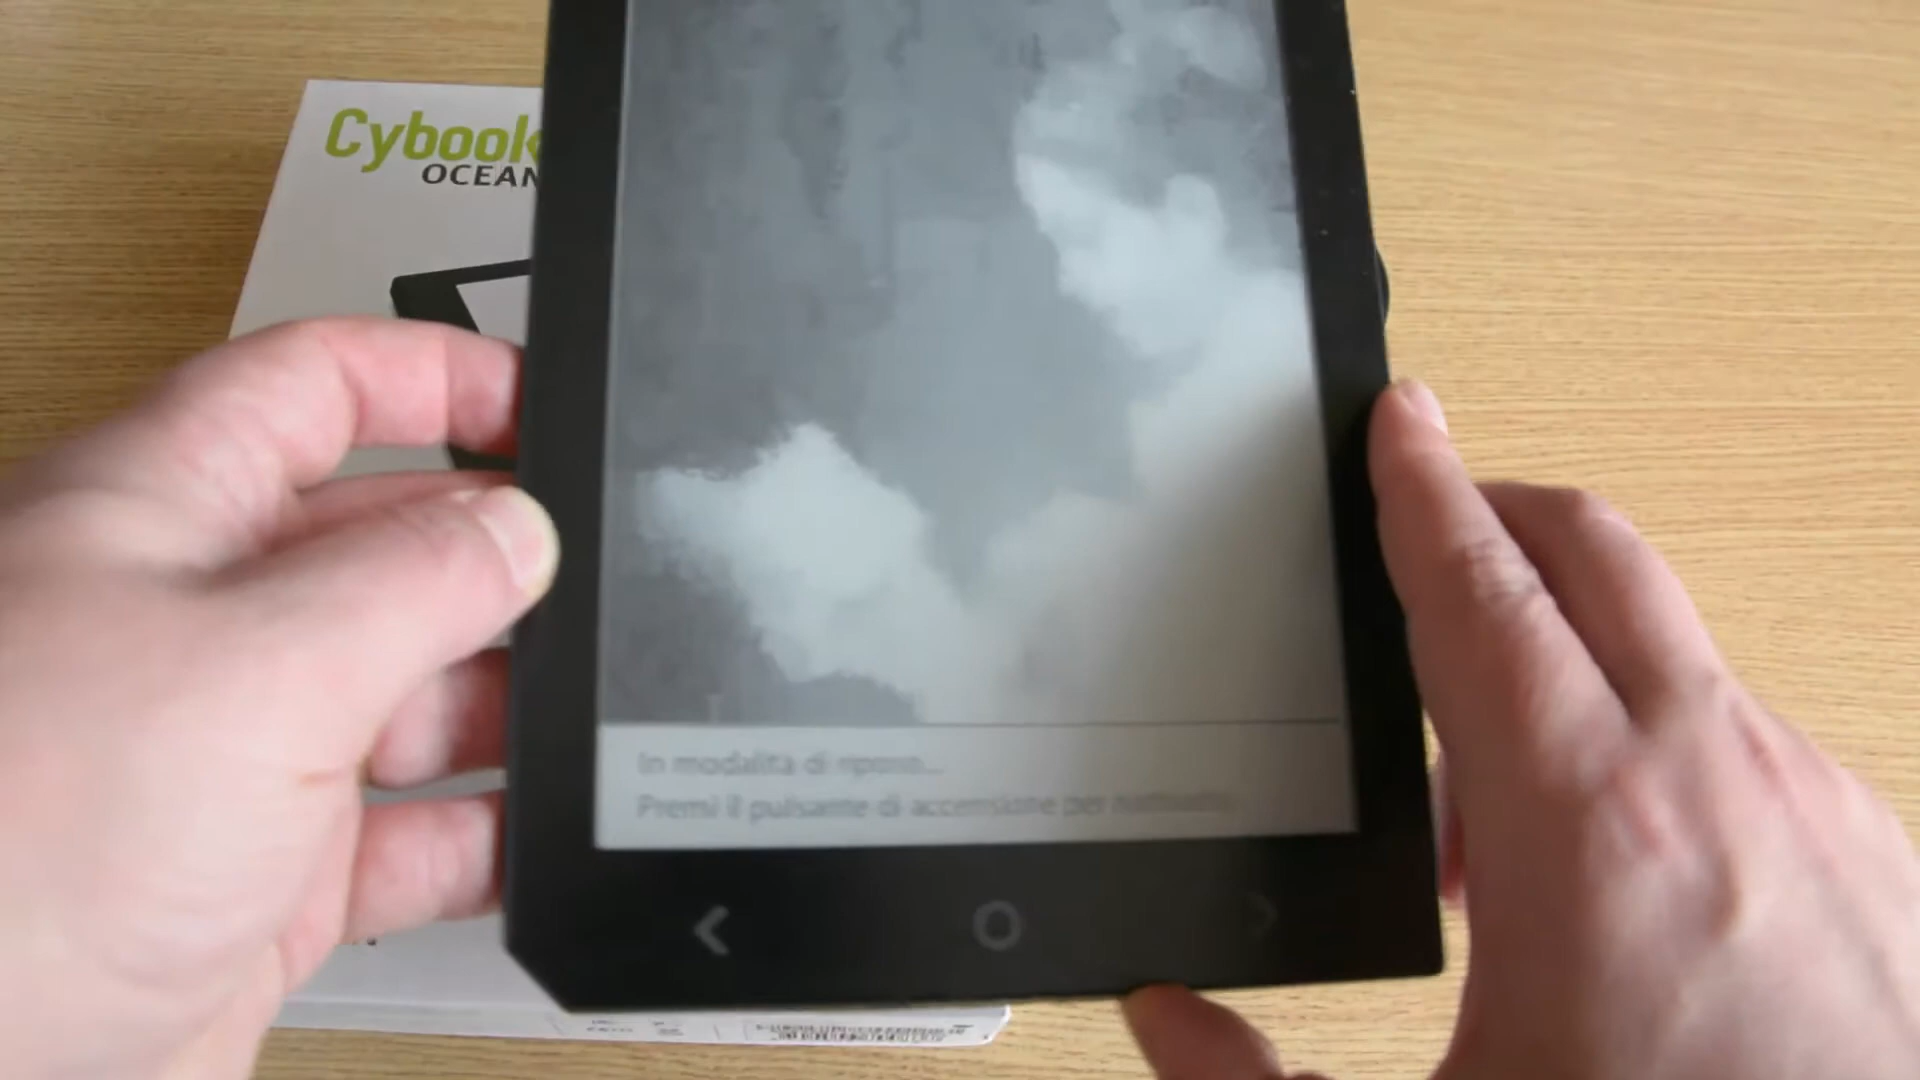 Cybook
OCEAN
In modalità di riposo...
Premi il pulsante di accensione per